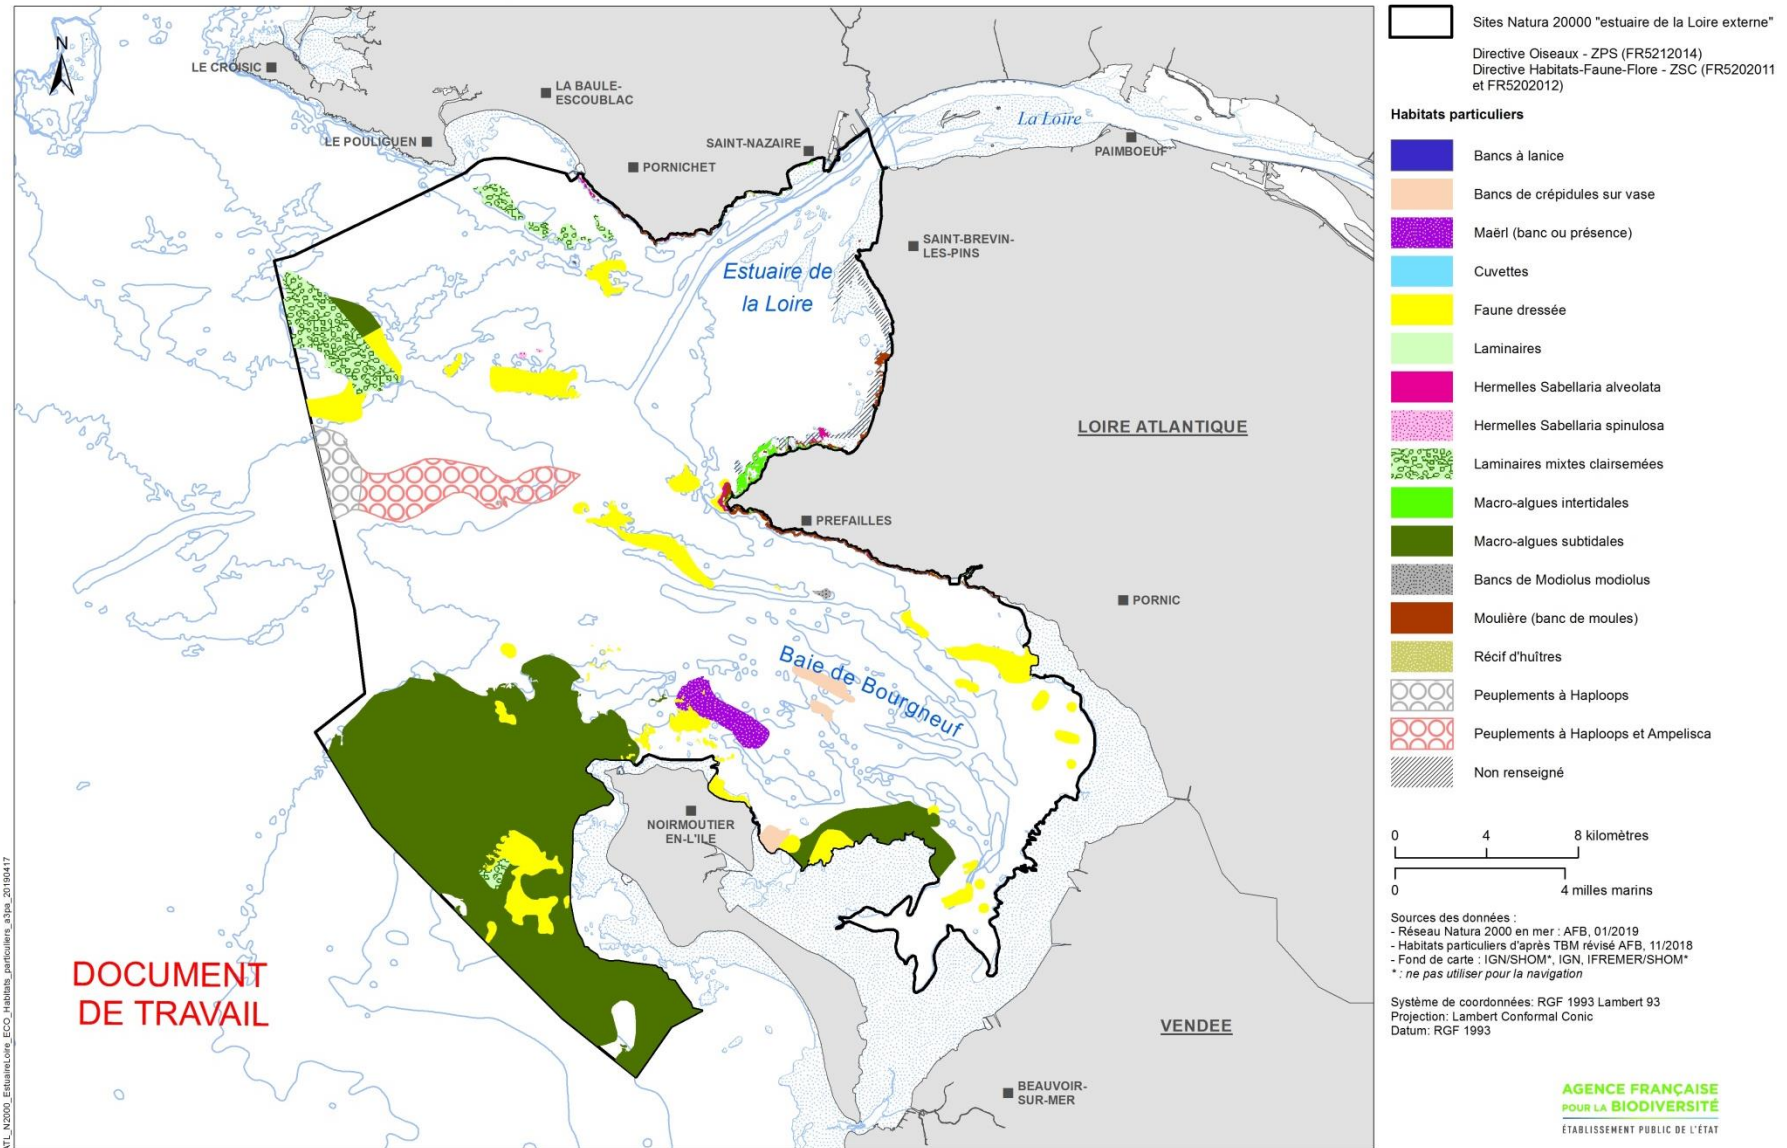 N
LE CROISIC
LA BAULE-
ESCOUBLAC
LE POULIGUEN
PORNICHET
SAINT-NAZAIRE
La Loire
PAIMBOEUF
SAINT-BREVIN-
LES-PINS
Estuaire de
la Loire
LOIRE ATLANTIQUE
PREFAILLES
PORNIC
Baie de Bourgneuf
NOIRMOUTIER
EN-L'ILE
DOCUMENT
DE TRAVAIL
VENDEE
BEAUVOIR-
SUR-MER
ATL_N2000_EstuaireLoire_ECO_Habitats_particuliers_a3pa_20190417
Sites Natura 20000 "estuaire de la Loire externe"
Directive Oiseaux - ZPS (FR5212014)
Directive Habitats-Faune-Flore - ZSC (FR5202011
et FR5202012)
Habitats particuliers
Bancs à lanice
Bancs de crépidules sur vase
Maërl (banc ou présence)
Cuvettes
Faune dressée
Laminaires
Hermelles Sabellaria alveolata
Hermelles Sabellaria spinulosa
Laminaires mixtes clairsemées
Macro-algues intertidales
Macro-algues subtidales
Bancs de Modiolus modiolus
Moulière (banc de moules)
Récif d'huîtres
Peuplements à Haploops
Peuplements à Haploops et Ampelisca
Non renseigné
0 4 8 kilomètres
0 4 milles marins
Sources des données :
- Réseau Natura 2000 en mer : AFB, 01/2019
- Habitats particuliers d'après TBM révisé AFB, 11/2018
- Fond de carte : IGN/SHOM*, IGN, IFREMER/SHOM*
* : ne pas utiliser pour la navigation
Système de coordonnées: RGF 1993 Lambert 93
Projection: Lambert Conformal Conic
Datum: RGF 1993
AGENCE FRANÇAISE
POUR LA BIODIVERSITÉ
ÉTABLISSEMENT PUBLIC DE L'ÉTAT